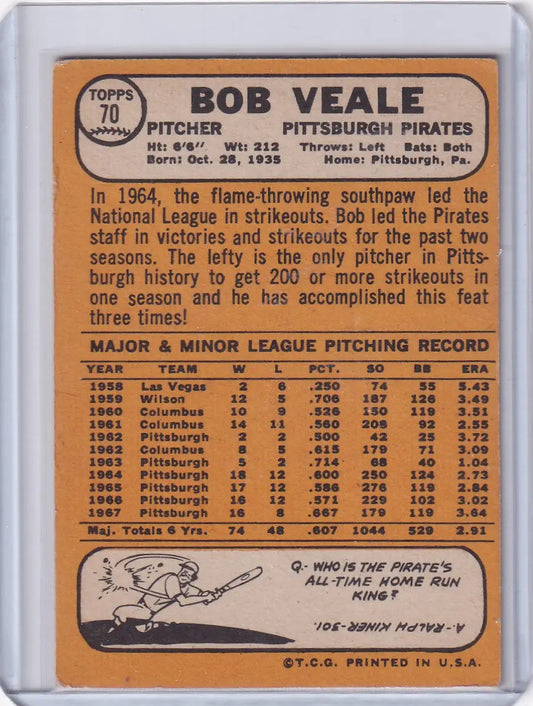 TOPPS
70
BOB VEALE
PITCHER PITTSBURGH PIRATES
Ht: 6'6" Wt: 212 Throws: Left Bats: Both
Born: Oct. 28, 1935 Home: Pittsburgh, Pa.
In 1964, the flame-throwing southpaw led the
National League in strikeouts. Bob led the Pirates
staff in victories and strikeouts for the past two
seasons. The lefty is the only pitcher in Pitts-
burgh history to get 200 or more strikeouts in
one season and he has accomplished this feat
three times!
MAJOR & MINOR LEAGUE PITCHING RECORD
YEAR TEAM W L PCT. SO BB ERA
1958 Las Vegas 2 6 .250 74 55 5.43
1959 Wilson 12 5 .706 187 126 3.49
1960 Columbus 10 9 .526 150 119 3.51
1961 Columbus 14 11 .560 208 92 2.55
1962 Pittsburgh 2 2 .500 42 25 3.72
1962 Columbus 8 5 .615 179 71 3.09
1963 Pittsburgh 5 2 .714 68 40 1.04
1964 Pittsburgh 18 12 .600 250 124 2.73
1965 Pittsburgh 17 12 .586 276 119 2.84
1966 Pittsburgh 16 12 .571 229 102 3.02
1967 Pittsburgh 16 8 .667 179 119 3.64
Maj. Totals 6 Yrs. 74 48 .607 1044 529 2.91
Q.- WHO IS THE PIRATE'S
ALL-TIME HOME RUN
KING?
A.- RALPH KINER-301.
©T.C.G. PRINTED IN U.S.A.